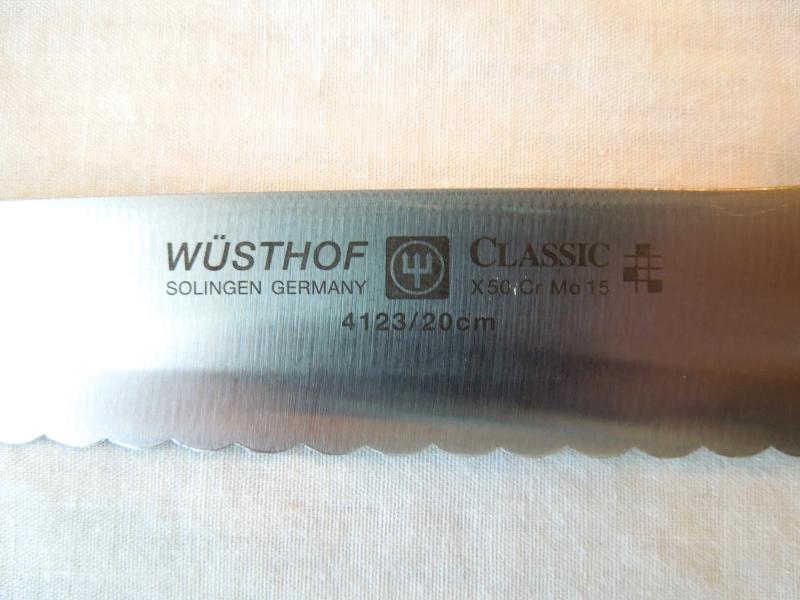 WÜSTHOF CLASSIC
SOLINGEN GERMANY X50 Cr Mo 15
4123/20cm